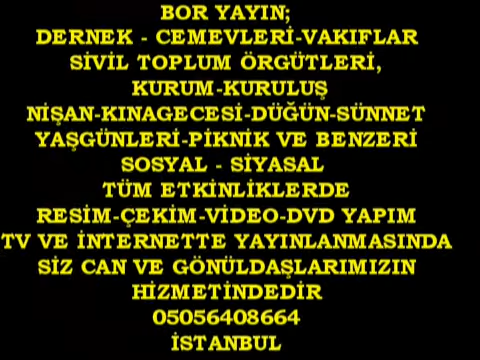 BOR YAYIN;
DERNEK - CEMEVLERİ-VAKIFLAR
SİVİL TOPLUM ÖRGÜTLERİ,
KURUM-KURULUŞ
NİŞAN-KINAGECESİ-DÜĞÜN-SÜNNET
YAŞGÜNLERİ-PİKNİK VE BENZERİ
SOSYAL - SİYASAL
TÜM ETKİNLİKLERDE
RESİM-ÇEKİM-VİDEO-DVD YAPIM
TV VE İNTERNETTE YAYINLANMASINDA
SİZ CAN VE GÖNÜLDAŞLARIMIZIN
HİZMETİNDEDİR
05056408664
İSTANBUL